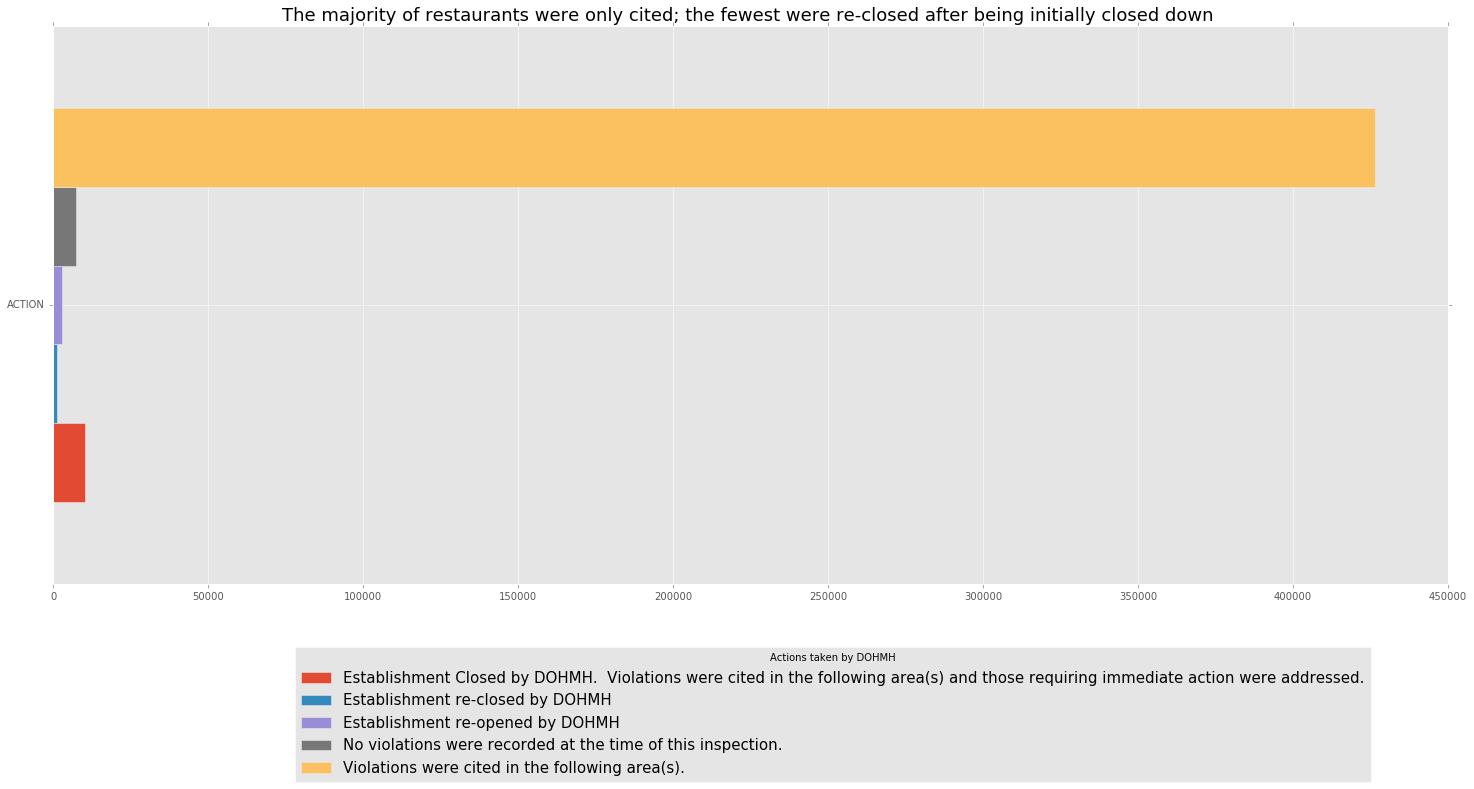 The majority of restaurants were only cited; the fewest were re-closed after being initially closed down
ACTION
0 50000 100000 150000 200000 250000 300000 350000 400000 450000
Actions taken by DOHMH
Establishment Closed by DOHMH.  Violations were cited in the following area(s) and those requiring immediate action were addressed.
Establishment re-closed by DOHMH
Establishment re-opened by DOHMH
No violations were recorded at the time of this inspection.
Violations were cited in the following area(s).